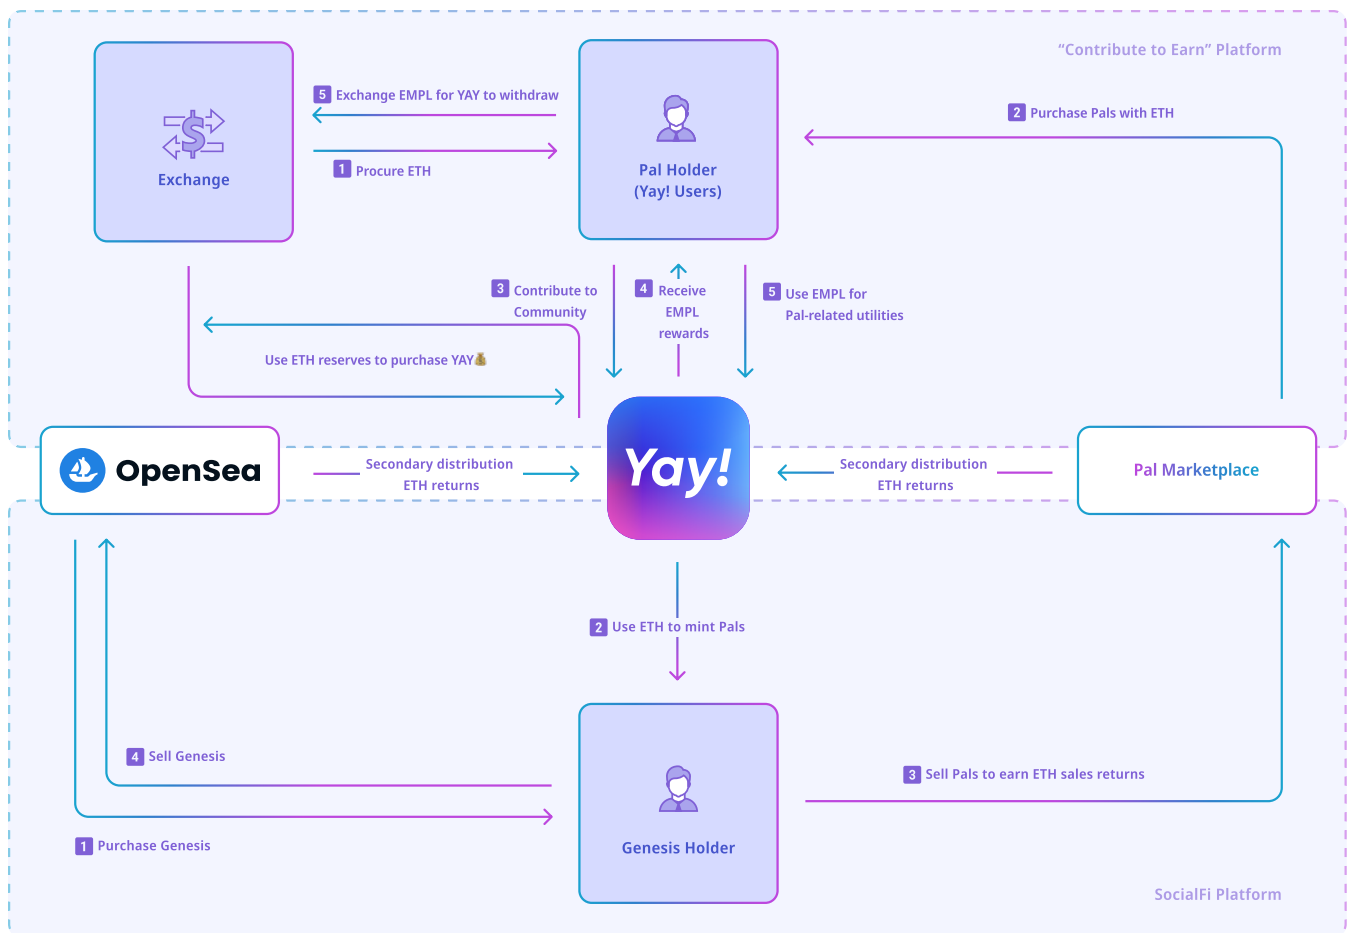 “Contribute to Earn” Platform
5 Exchange EMPL for YAY to withdraw
1 Procure ETH
Exchange
Pal Holder
(Yay! Users)
2 Purchase Pals with ETH
3 Contribute to
Community
4 Receive
EMPL
rewards
5 Use EMPL for
Pal-related utilities
Use ETH reserves to purchase YAY
OpenSea
Secondary distribution
ETH returns
Yay!
Secondary distribution
ETH returns
Pal Marketplace
2 Use ETH to mint Pals
4 Sell Genesis
1 Purchase Genesis
Genesis Holder
3 Sell Pals to earn ETH sales returns
SocialFi Platform